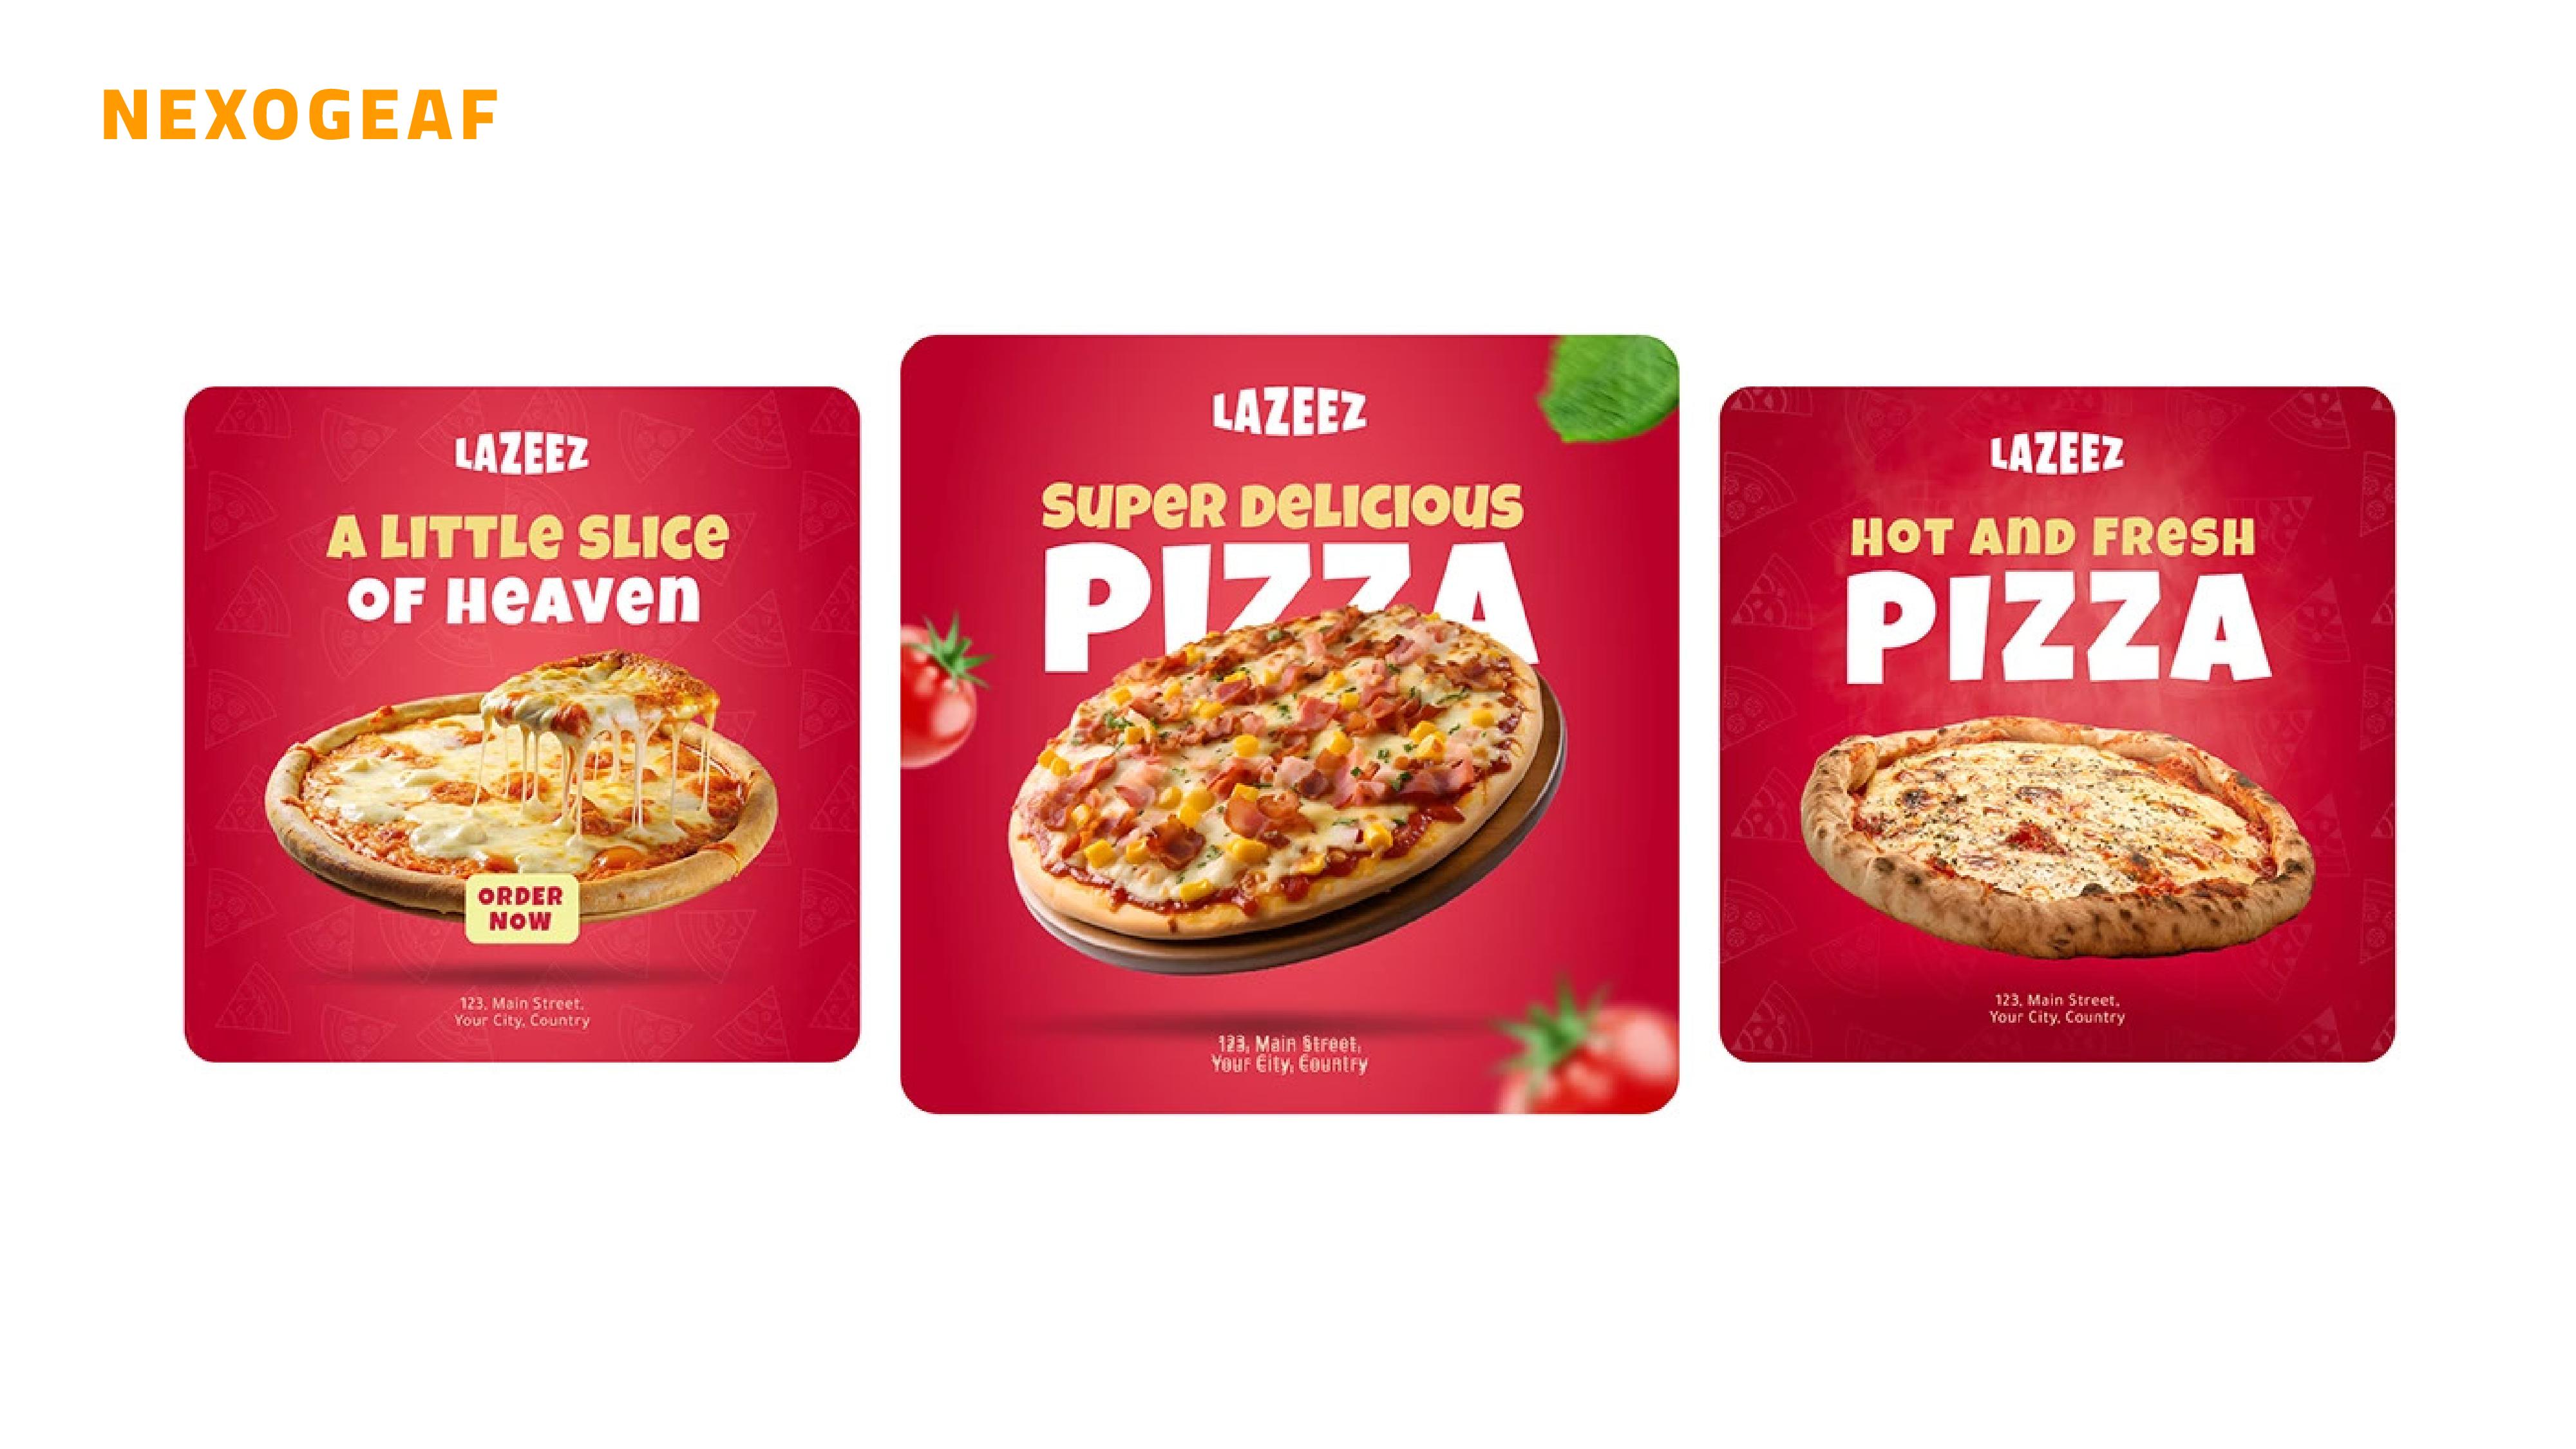 NEXOGEAF
LAZEEZ
A LITTLE SLICE
OF HEAVEN
ORDER
NOW
123, Main Street,
Your City, Country
LAZEEZ
SUPER DELICIOUS
PIZZA
123, Main Street,
Your City, Country
LAZEEZ
HOT AND FRESH
PIZZA
123, Main Street,
Your City, Country